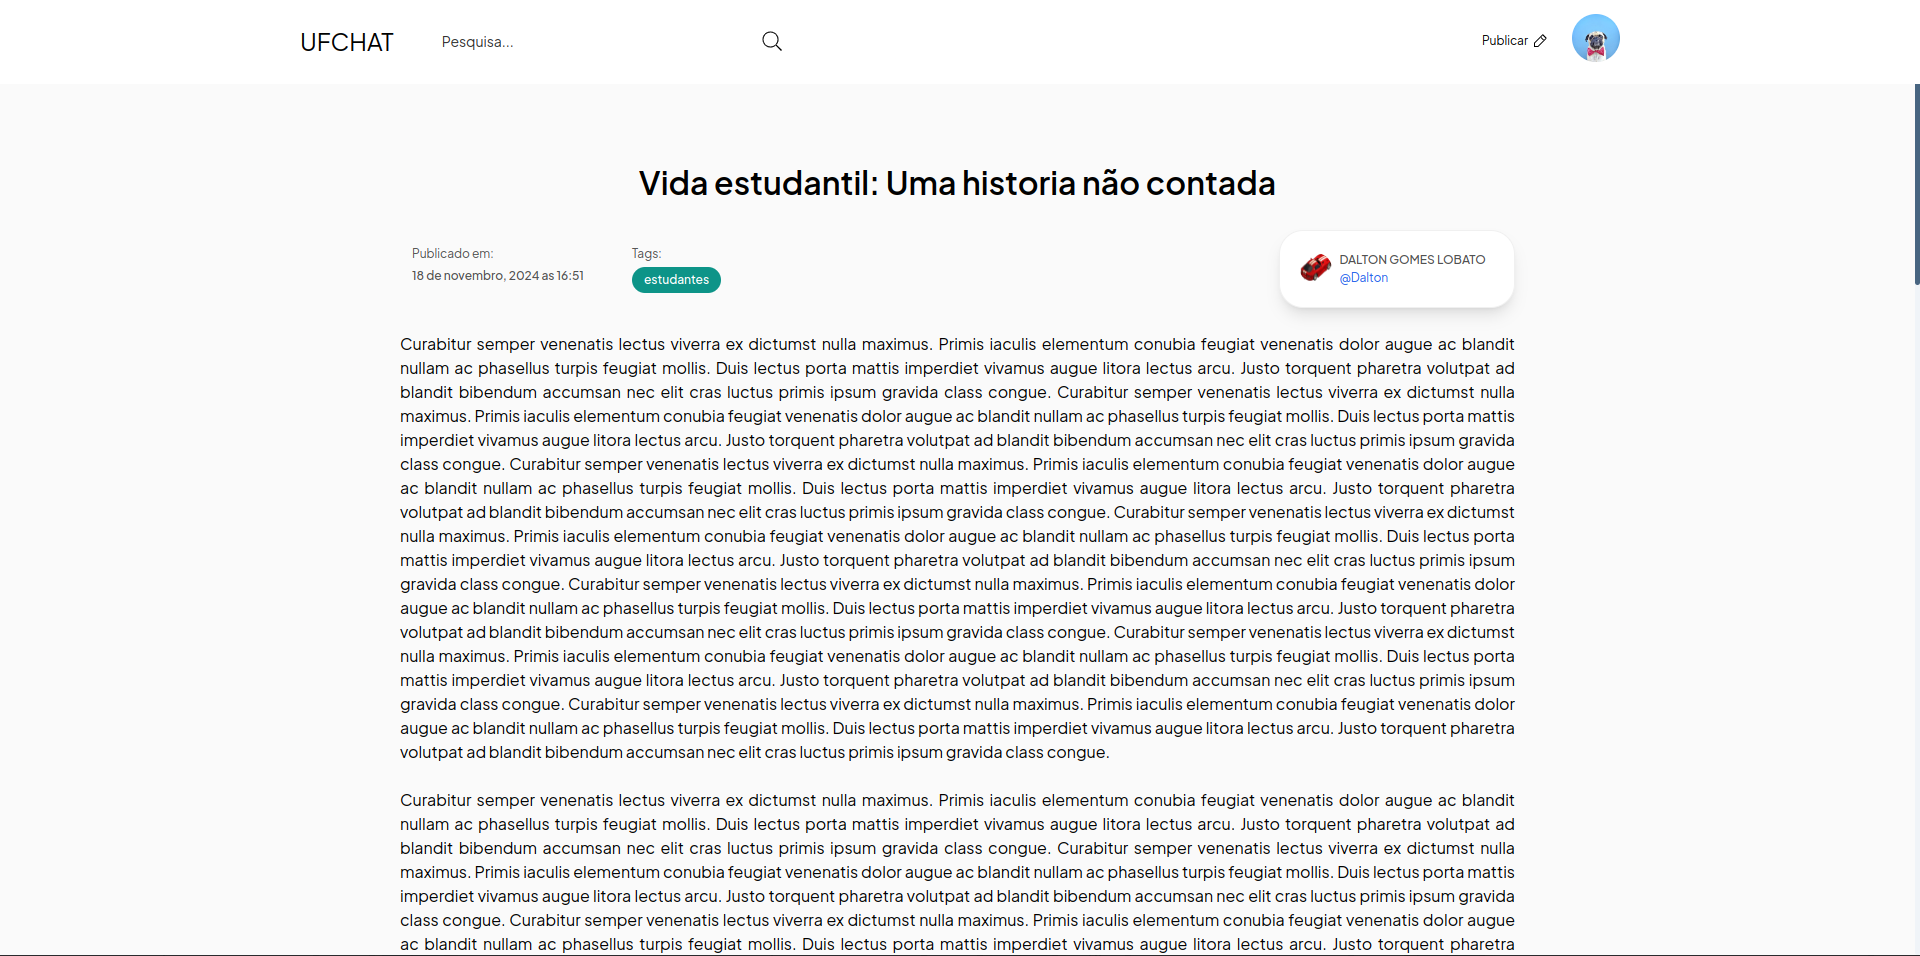 UFCHAT
Pesquisa...
Publicar
Vida estudantil: Uma historia não contada
Publicado em:
18 de novembro, 2024 as 16:51
Tags:
estudantes
DALTON GOMES LOBATO
@Dalton
Curabitur semper venenatis lectus viverra ex dictumst nulla maximus. Primis iaculis elementum conubia feugiat venenatis dolor augue ac blandit
nullam ac phasellus turpis feugiat mollis. Duis lectus porta mattis imperdiet vivamus augue litora lectus arcu. Justo torquent pharetra volutpat ad
blandit bibendum accumsan nec elit cras luctus primis ipsum gravida class congue. Curabitur semper venenatis lectus viverra ex dictumst nulla
maximus. Primis iaculis elementum conubia feugiat venenatis dolor augue ac blandit nullam ac phasellus turpis feugiat mollis. Duis lectus porta mattis
imperdiet vivamus augue litora lectus arcu. Justo torquent pharetra volutpat ad blandit bibendum accumsan nec elit cras luctus primis ipsum gravida
class congue. Curabitur semper venenatis lectus viverra ex dictumst nulla maximus. Primis iaculis elementum conubia feugiat venenatis dolor augue
ac blandit nullam ac phasellus turpis feugiat mollis. Duis lectus porta mattis imperdiet vivamus augue litora lectus arcu. Justo torquent pharetra
volutpat ad blandit bibendum accumsan nec elit cras luctus primis ipsum gravida class congue. Curabitur semper venenatis lectus viverra ex dictumst
nulla maximus. Primis iaculis elementum conubia feugiat venenatis dolor augue ac blandit nullam ac phasellus turpis feugiat mollis. Duis lectus porta
mattis imperdiet vivamus augue litora lectus arcu. Justo torquent pharetra volutpat ad blandit bibendum accumsan nec elit cras luctus primis ipsum
gravida class congue. Curabitur semper venenatis lectus viverra ex dictumst nulla maximus. Primis iaculis elementum conubia feugiat venenatis dolor
augue ac blandit nullam ac phasellus turpis feugiat mollis. Duis lectus porta mattis imperdiet vivamus augue litora lectus arcu. Justo torquent pharetra
volutpat ad blandit bibendum accumsan nec elit cras luctus primis ipsum gravida class congue. Curabitur semper venenatis lectus viverra ex dictumst
nulla maximus. Primis iaculis elementum conubia feugiat venenatis dolor augue ac blandit nullam ac phasellus turpis feugiat mollis. Duis lectus porta
mattis imperdiet vivamus augue litora lectus arcu. Justo torquent pharetra volutpat ad blandit bibendum accumsan nec elit cras luctus primis ipsum
gravida class congue. Curabitur semper venenatis lectus viverra ex dictumst nulla maximus. Primis iaculis elementum conubia feugiat venenatis dolor
augue ac blandit nullam ac phasellus turpis feugiat mollis. Duis lectus porta mattis imperdiet vivamus augue litora lectus arcu. Justo torquent pharetra
volutpat ad blandit bibendum accumsan nec elit cras luctus primis ipsum gravida class congue.
Curabitur semper venenatis lectus viverra ex dictumst nulla maximus. Primis iaculis elementum conubia feugiat venenatis dolor augue ac blandit
nullam ac phasellus turpis feugiat mollis. Duis lectus porta mattis imperdiet vivamus augue litora lectus arcu. Justo torquent pharetra volutpat ad
blandit bibendum accumsan nec elit cras luctus primis ipsum gravida class congue. Curabitur semper venenatis lectus viverra ex dictumst nulla
maximus. Primis iaculis elementum conubia feugiat venenatis dolor augue ac blandit nullam ac phasellus turpis feugiat mollis. Duis lectus porta mattis
imperdiet vivamus augue litora lectus arcu. Justo torquent pharetra volutpat ad blandit bibendum accumsan nec elit cras luctus primis ipsum gravida
class congue. Curabitur semper venenatis lectus viverra ex dictumst nulla maximus. Primis iaculis elementum conubia feugiat venenatis dolor augue
ac blandit nullam ac phasellus turpis feugiat mollis. Duis lectus porta mattis imperdiet vivamus augue litora lectus arcu. Justo torquent pharetra